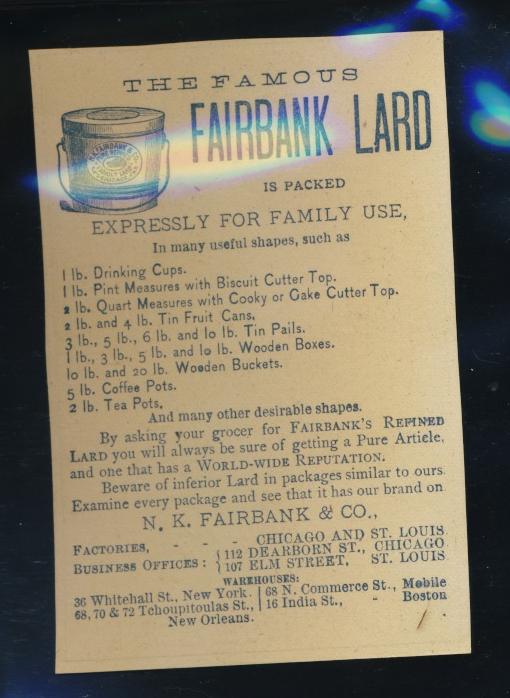 THE FAMOUS
FAIRBANK LARD
IS PACKED
EXPRESSLY FOR FAMILY USE,
In many useful shapes, such as
1 lb. Drinking Cups.
1 lb. Pint Measures with Biscuit Cutter Top.
2 lb. Quart Measures with Cooky or Cake Cutter Top.
2 lb. and 4 lb. Tin Fruit Cans.
3 lb., 5 lb., 6 lb. and 10 lb. Tin Pails.
1 lb., 3 lb., 5 lb. and 10 lb. Wooden Boxes.
10 lb. and 20 lb. Wooden Buckets.
5 lb. Coffee Pots.
2 lb. Tea Pots,
And many other desirable shapes.
By asking your grocer for FAIRBANK'S REFINED
LARD you will always be sure of getting a Pure Article,
and one that has a WORLD-WIDE REPUTATION.
Beware of inferior Lard in packages similar to ours.
Examine every package and see that it has our brand on
N. K. FAIRBANK & CO.,
FACTORIES, - - - CHICAGO AND ST. LOUIS
BUSINESS OFFICES: { 112 DEARBORN ST., CHICAGO
{ 107 ELM STREET, ST. LOUIS
WAREHOUSES:
36 Whitehall St., New York. | 68 N. Commerce St., Mobile
68, 70 & 72 Tchoupitoulas St., | 16 India St., - Boston
New Orleans.